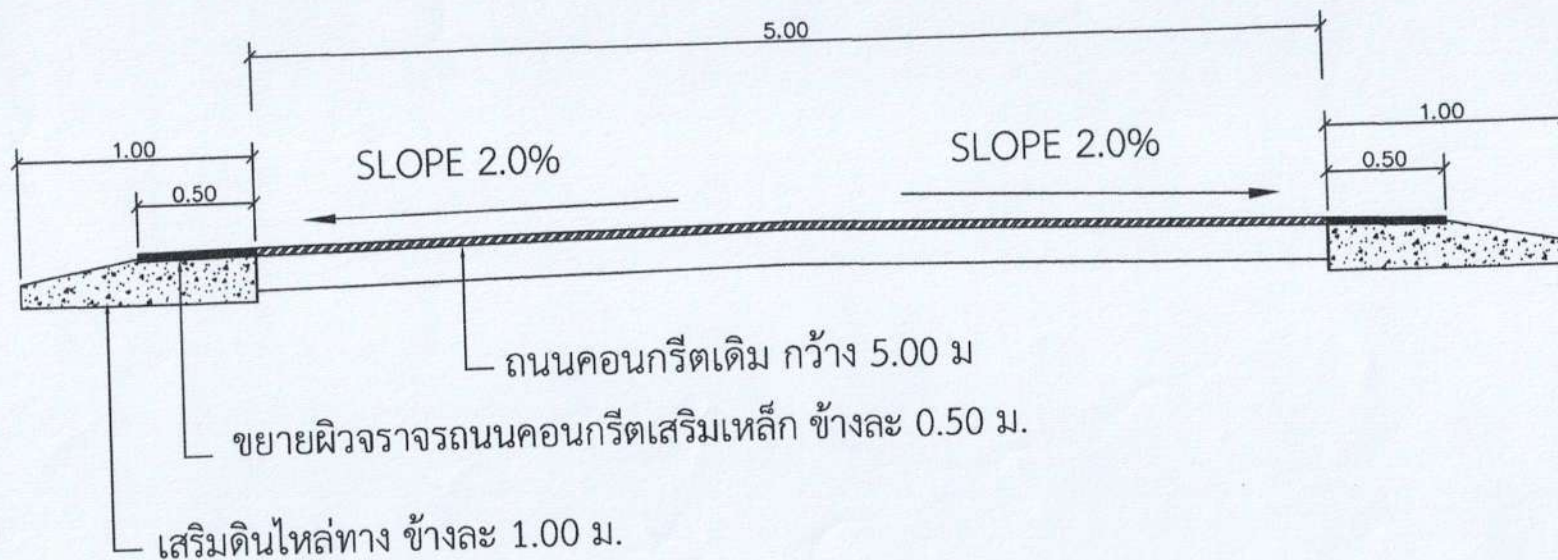 5.00
1.00
1.00
SLOPE 2.0%
SLOPE 2.0%
0.50
0.50
ถนนคอนกรีตเดิม กว้าง 5.00 ม
ขยายผิวจราจรถนนคอนกรีตเสริมเหล็ก ข้างละ 0.50 ม.
เสริมดินไหล่ทาง ข้างละ 1.00 ม.